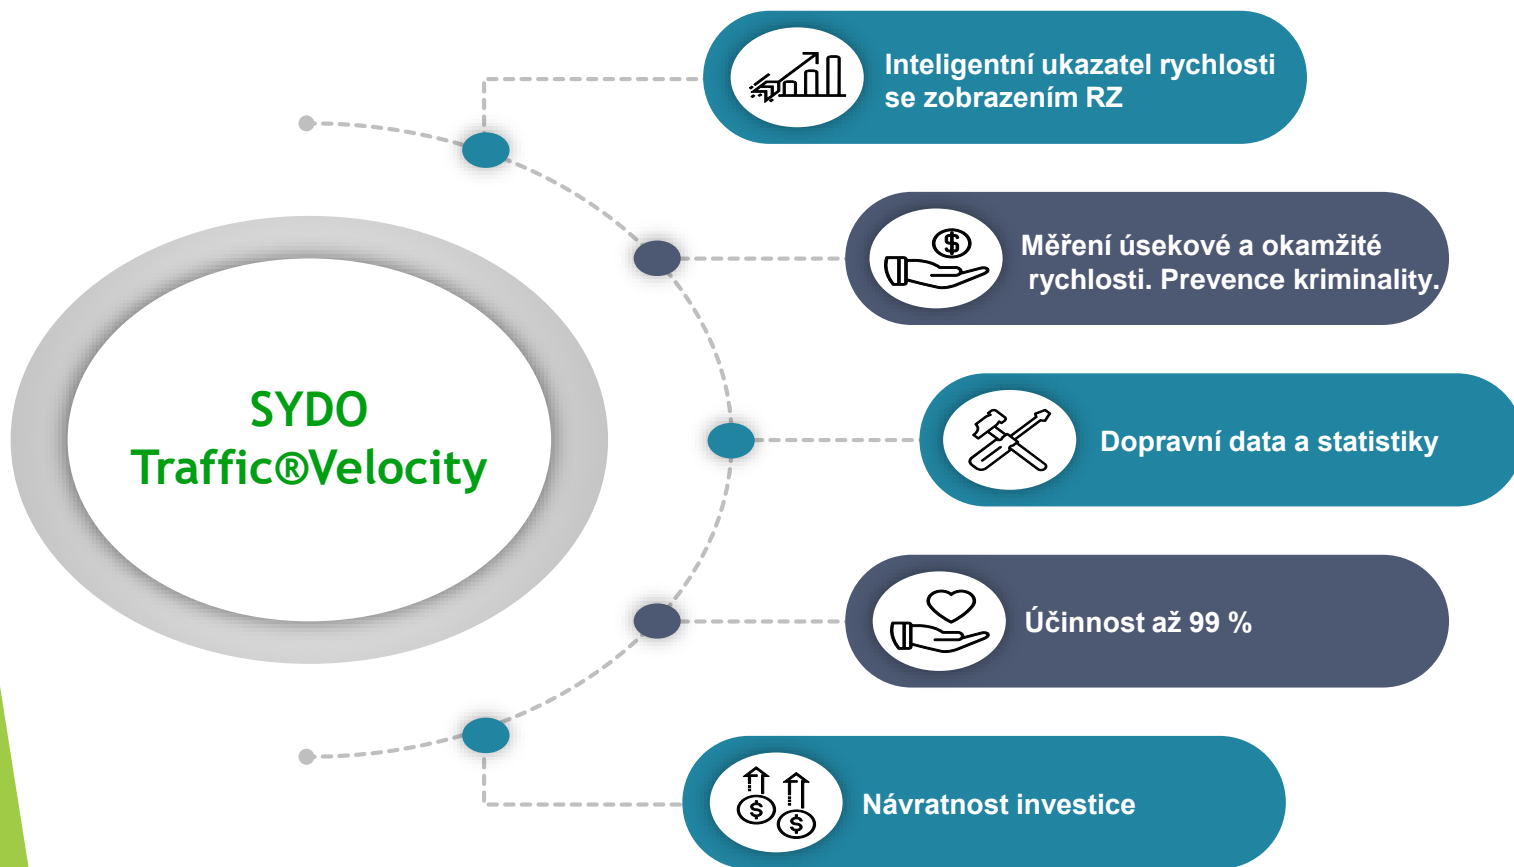 Inteligentní ukazatel rychlosti
se zobrazením RZ
Měření úsekové a okamžité
rychlosti. Prevence kriminality.
SYDO
Traffic®Velocity
Dopravní data a statistiky
Účinnost až 99 %
Návratnost investice